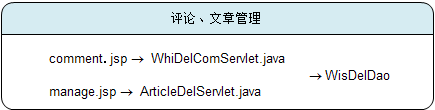 评论、文章管理
comment.jsp → WhiDelComServlet.java
→ WisDelDao
manage.jsp → ArticleDelServlet.java